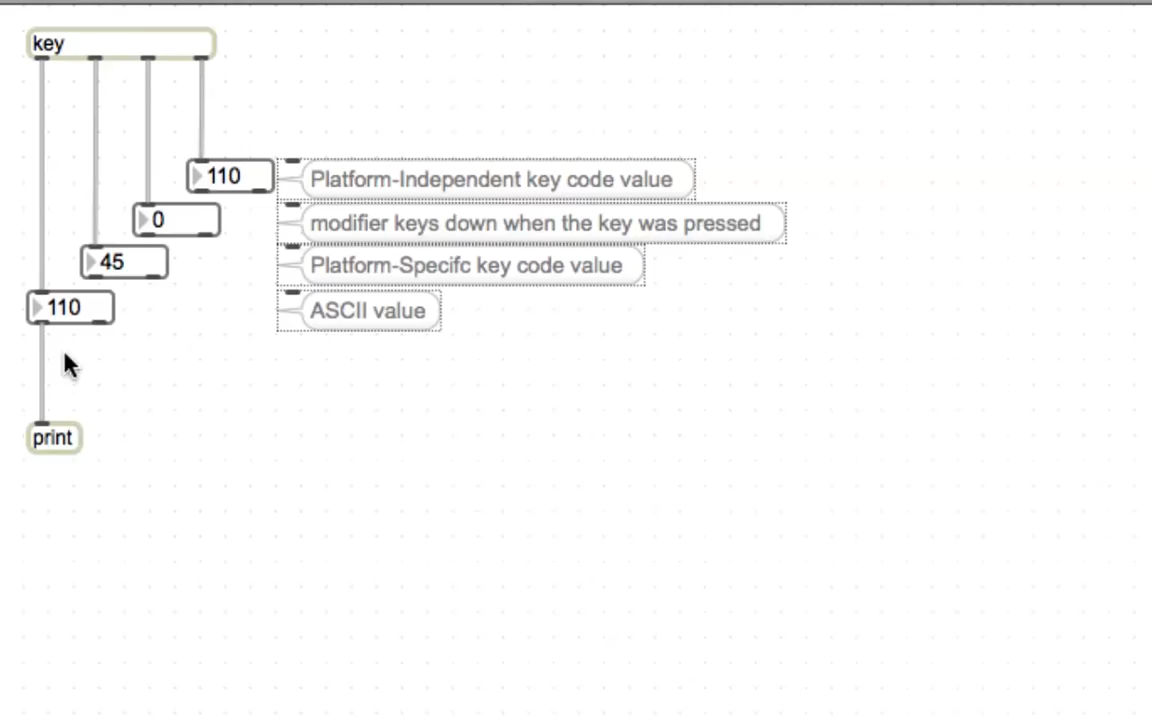 key
110
Platform-Independent key code value
0
modifier keys down when the key was pressed
45
Platform-Specifc key code value
110
ASCII value
print